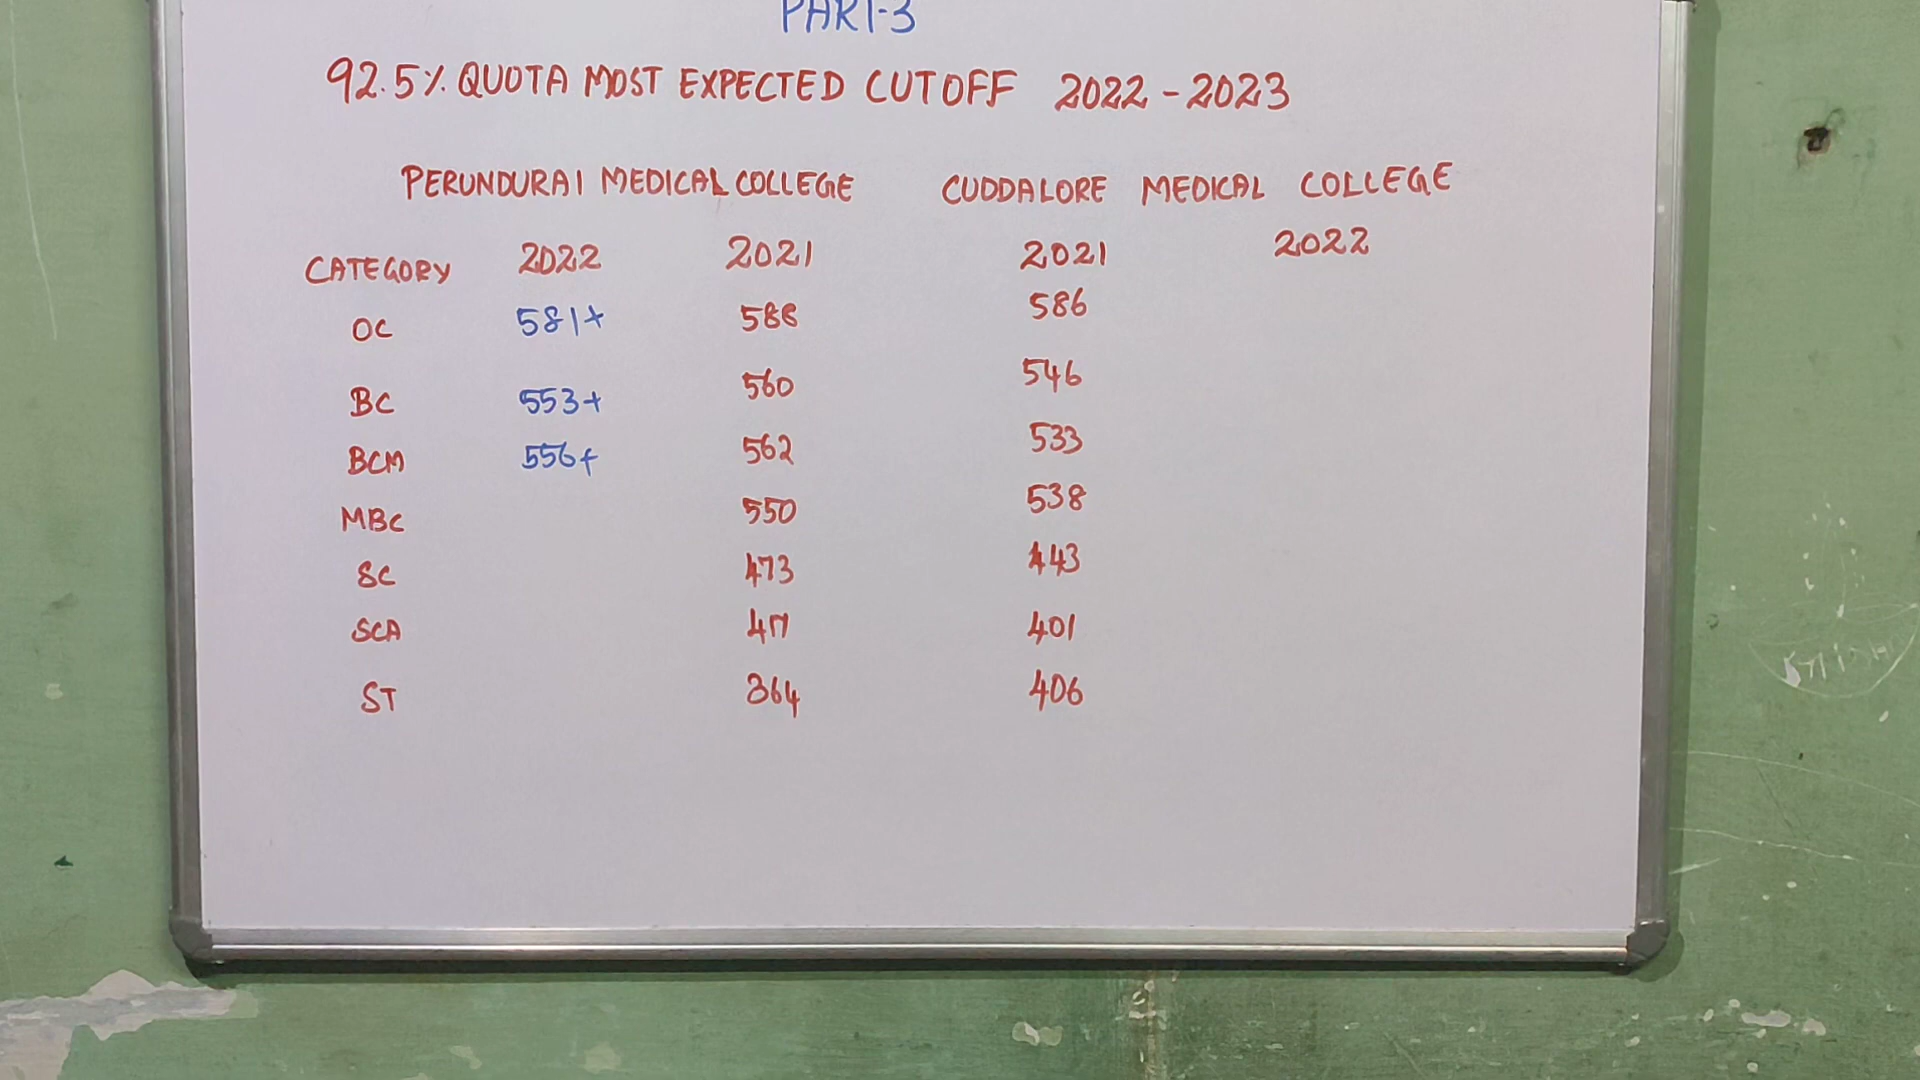 PART-3
92.5% QUOTA MOST EXPECTED CUTOFF 2022-2023
PERUNDURAI MEDICAL COLLEGE CUDDALORE MEDICAL COLLEGE
CATEGORY 2022 2021 2021 2022
OC 581+ 588 586
BC 553+ 560 546
BCM 556+ 562 533
MBC 550 538
SC 473 443
SCA 417 401
ST 364 406